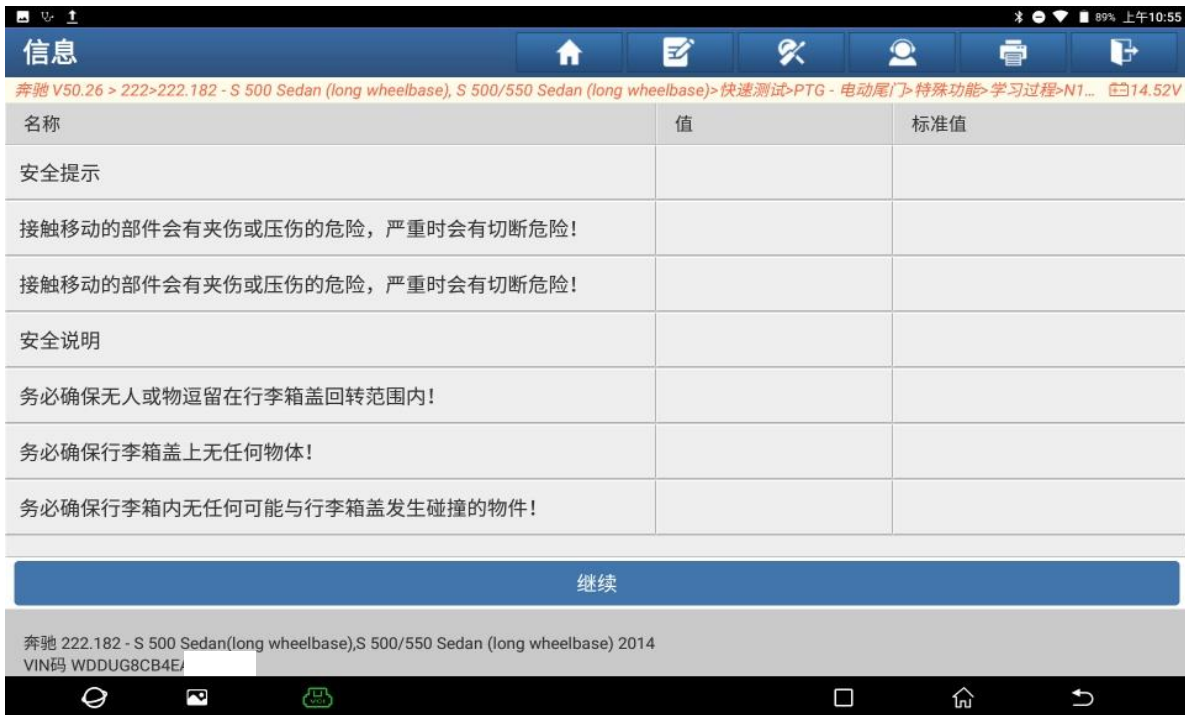 89% 上午10:55
信息
奔驰 V50.26 > 222>222.182 - S 500 Sedan (long wheelbase), S 500/550 Sedan (long wheelbase)>快速测试>PTG - 电动尾门>特殊功能>学习过程>N1... 14.52V
名称 值 标准值
安全提示
接触移动的部件会有夹伤或压伤的危险，严重时会有切断危险！
接触移动的部件会有夹伤或压伤的危险，严重时会有切断危险！
安全说明
务必确保无人或物逗留在行李箱盖回转范围内！
务必确保行李箱盖上无任何物体！
务必确保行李箱内无任何可能与行李箱盖发生碰撞的物件！
继续
奔驰 222.182 - S 500 Sedan(long wheelbase),S 500/550 Sedan (long wheelbase) 2014
VIN码 WDDUG8CB4EA
VCI